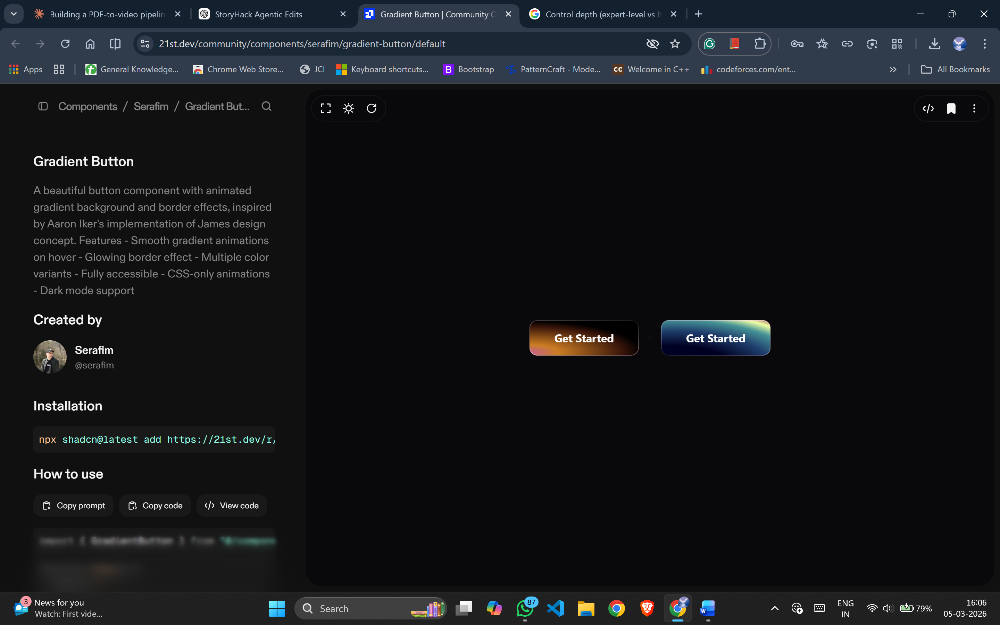 Building a PDF-to-video pipelin
StoryHack Agentic Edits
Gradient Button | Community C
Control depth (expert-level vs b
21st.dev/community/components/serafim/gradient-button/default
Apps
General Knowledge...
Chrome Web Store...
JCI
Keyboard shortcuts...
Bootstrap
PatternCraft - Mode...
Welcome in C++
codeforces.com/ent...
All Bookmarks
Components / Serafim / Gradient But...
Gradient Button
A beautiful button component with animated
gradient background and border effects, inspired
by Aaron Iker's implementation of James design
concept. Features - Smooth gradient animations
on hover - Glowing border effect - Multiple color
variants - Fully accessible - CSS-only animations
- Dark mode support
Created by
Serafim
@serafim
Installation
npx shadcn@latest add https://21st.dev/r/
How to use
Copy prompt
Copy code
View code
import { GradientButton } from "@/compon
Get Started
Get Started
3
News for you
Watch: First vide...
Search
87
ENG
IN
79%
16:06
05-03-2026